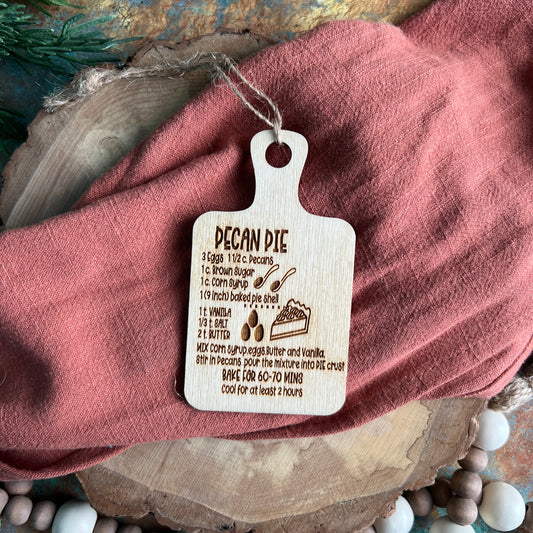 PECAN PIE
3 Eggs 1 1/2 c. Pecans
1 c. Brown Sugar
1 c. Corn Syrup
1 (9 inch) baked pie shell
1 t. VANILLA
1/3 t. SALT
2 t. BUTTER
Mix Corn Syrup, eggs, Butter and Vanilla,
Stir in Pecans, pour the mixture into PIE crust
BAKE FOR 60-70 MINS
Cool for at least 2 hours